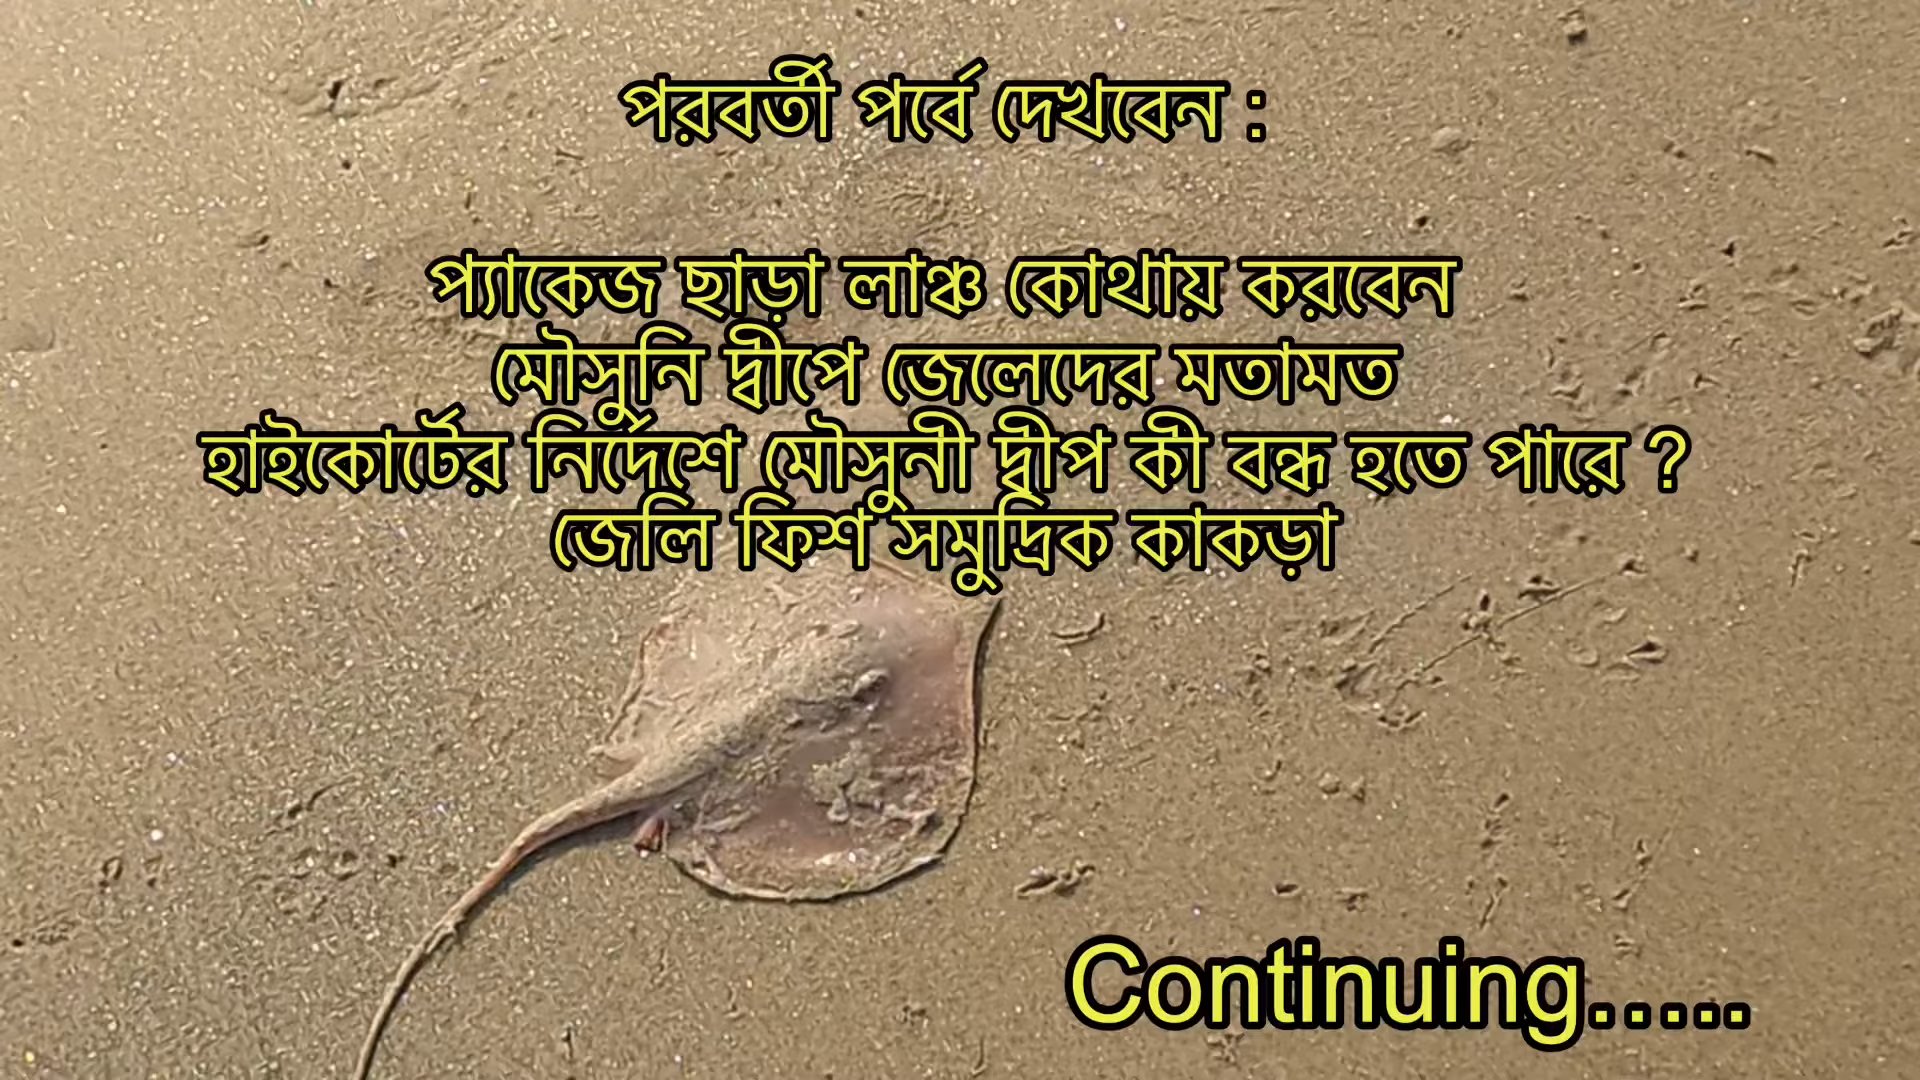 পরবর্তী পর্বে দেখবেন :
প্যাকেজ ছাড়া লাঞ্চ কোথায় করবেন
মৌসুনি দ্বীপে জেলেদের মতামত
হাইকোর্টের নির্দেশে মৌসুনী দ্বীপ কী বন্ধ হতে পারে ?
জেলি ফিশ সমুদ্রিক কাকড়া
Continuing.....